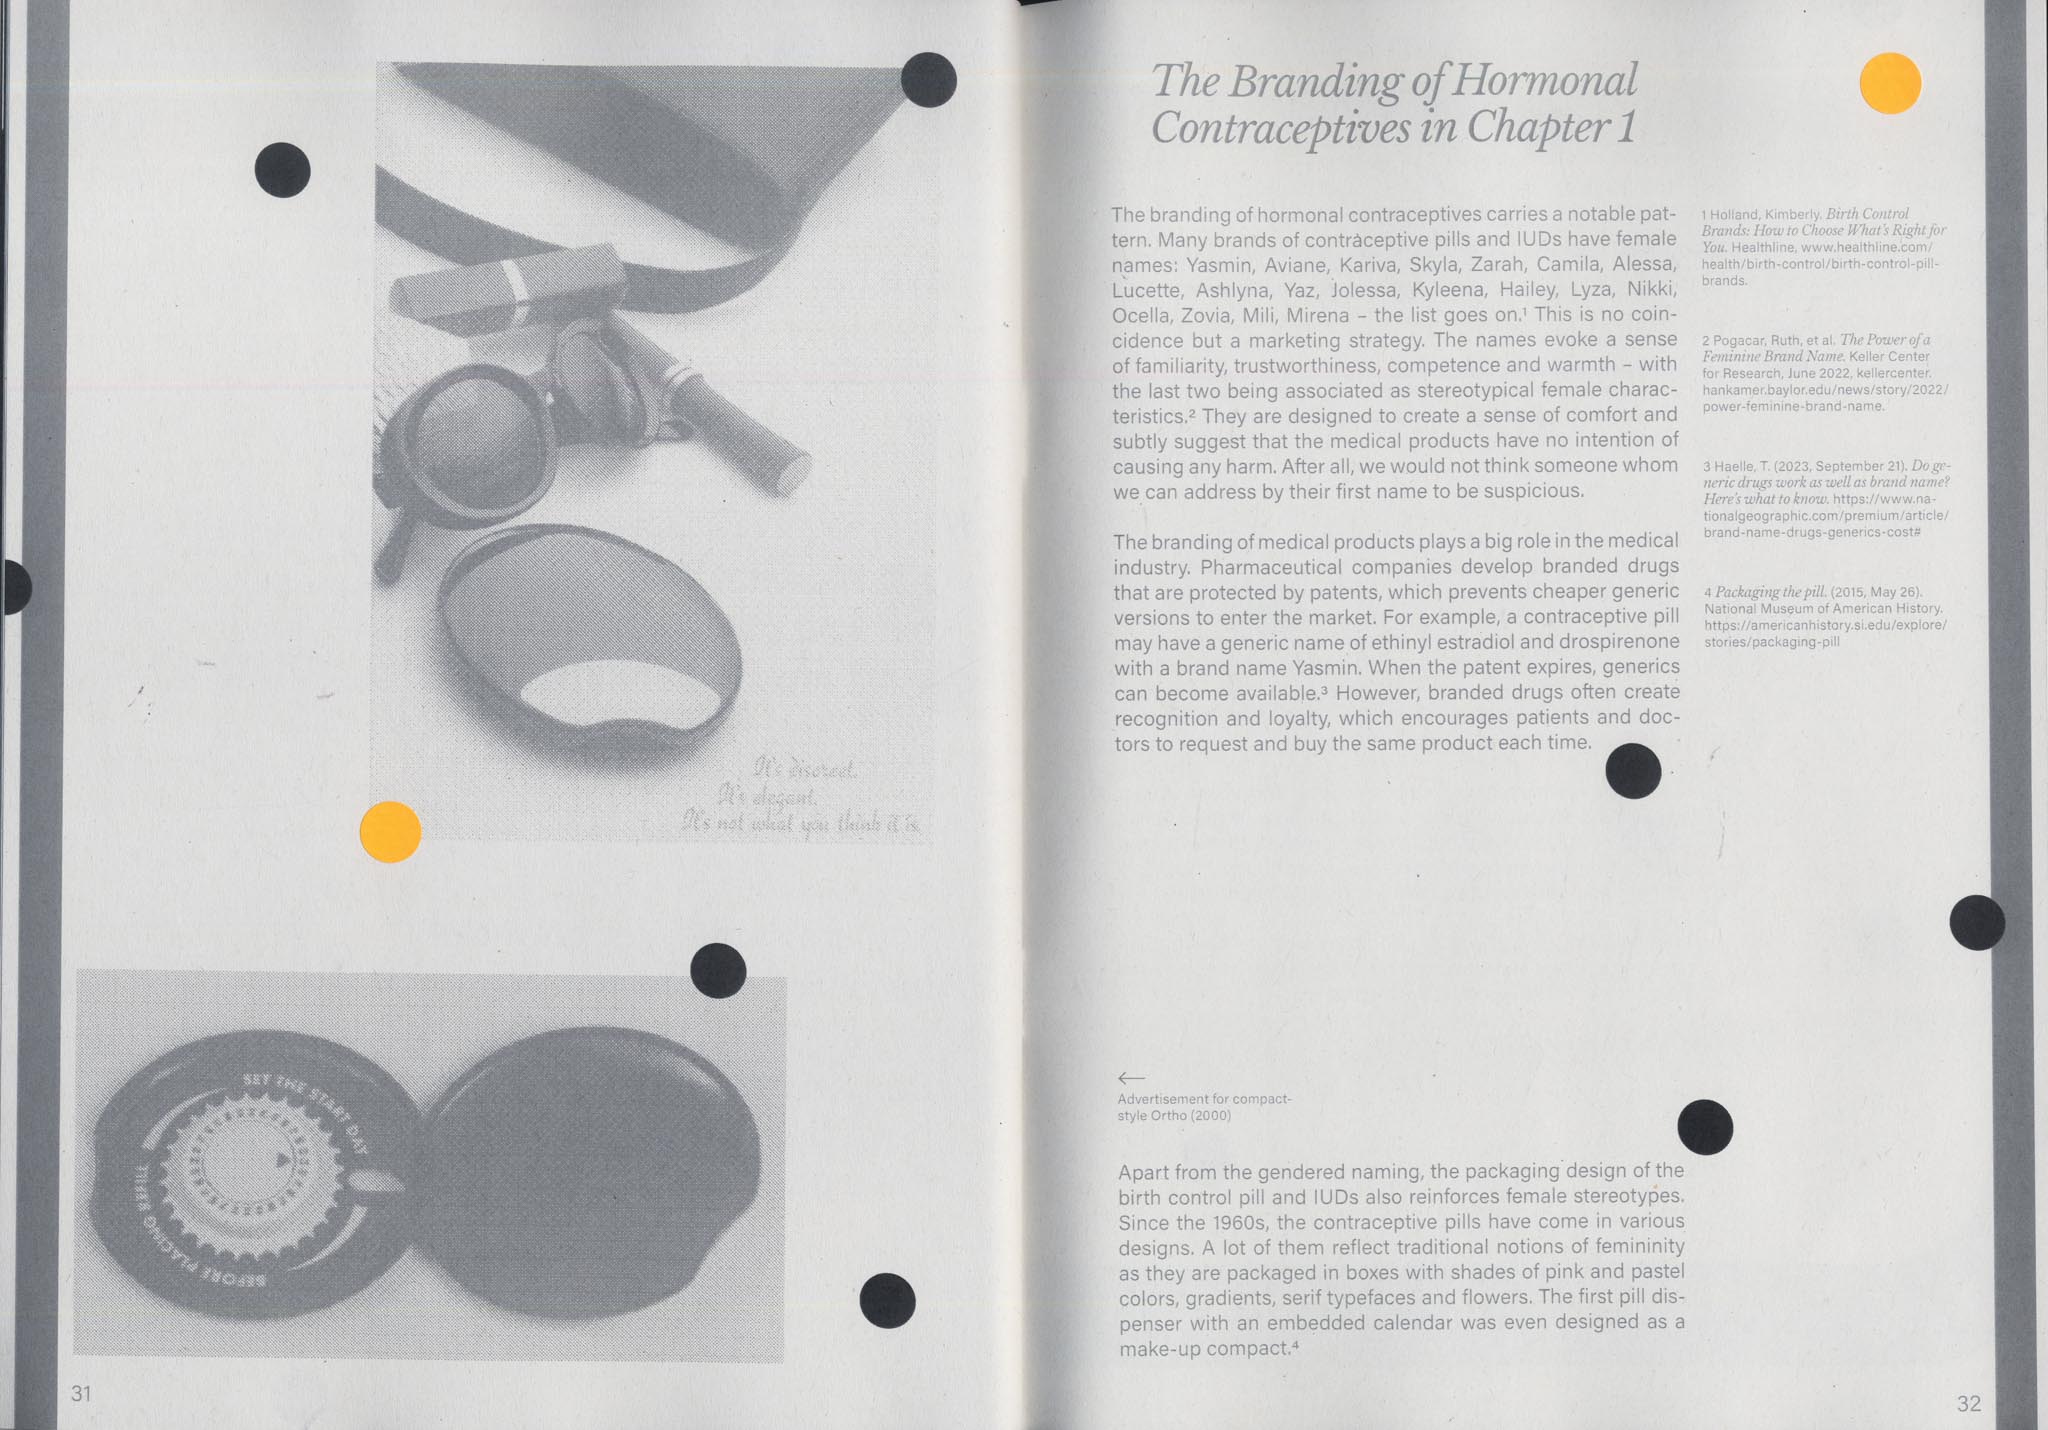 It's discreet.
It's elegant.
It's not what you think it is.
SET THE START DAY
BEFORE PLACING REFILL
31
The Branding of Hormonal
Contraceptives in Chapter 1
The branding of hormonal contraceptives carries a notable pat-
tern. Many brands of contraceptive pills and IUDs have female
names: Yasmin, Aviane, Kariva, Skyla, Zarah, Camila, Alessa,
Lucette, Ashlyna, Yaz, Jolessa, Kyleena, Hailey, Lyza, Nikki,
Ocella, Zovia, Mili, Mirena – the list goes on.¹ This is no coin-
cidence but a marketing strategy. The names evoke a sense
of familiarity, trustworthiness, competence and warmth – with
the last two being associated as stereotypical female charac-
teristics.² They are designed to create a sense of comfort and
subtly suggest that the medical products have no intention of
causing any harm. After all, we would not think someone whom
we can address by their first name to be suspicious.
The branding of medical products plays a big role in the medical
industry. Pharmaceutical companies develop branded drugs
that are protected by patents, which prevents cheaper generic
versions to enter the market. For example, a contraceptive pill
may have a generic name of ethinyl estradiol and drospirenone
with a brand name Yasmin. When the patent expires, generics
can become available.³ However, branded drugs often create
recognition and loyalty, which encourages patients and doc-
tors to request and buy the same product each time.
←
Advertisement for compact-
style Ortho (2000)
Apart from the gendered naming, the packaging design of the
birth control pill and IUDs also reinforces female stereotypes.
Since the 1960s, the contraceptive pills have come in various
designs. A lot of them reflect traditional notions of femininity
as they are packaged in boxes with shades of pink and pastel
colors, gradients, serif typefaces and flowers. The first pill dis-
penser with an embedded calendar was even designed as a
make-up compact.⁴
1 Holland, Kimberly. Birth Control
Brands: How to Choose What's Right for
You. Healthline, www.healthline.com/
health/birth-control/birth-control-pill-
brands.
2 Pogacar, Ruth, et al. The Power of a
Feminine Brand Name. Keller Center
for Research, June 2022, kellercenter.
hankamer.baylor.edu/news/story/2022/
power-feminine-brand-name.
3 Haelle, T. (2023, September 21). Do ge-
neric drugs work as well as brand name?
Here's what to know. https://www.na-
tionalgeographic.com/premium/article/
brand-name-drugs-generics-cost#
4 Packaging the pill. (2015, May 26).
National Museum of American History.
https://americanhistory.si.edu/explore/
stories/packaging-pill
32